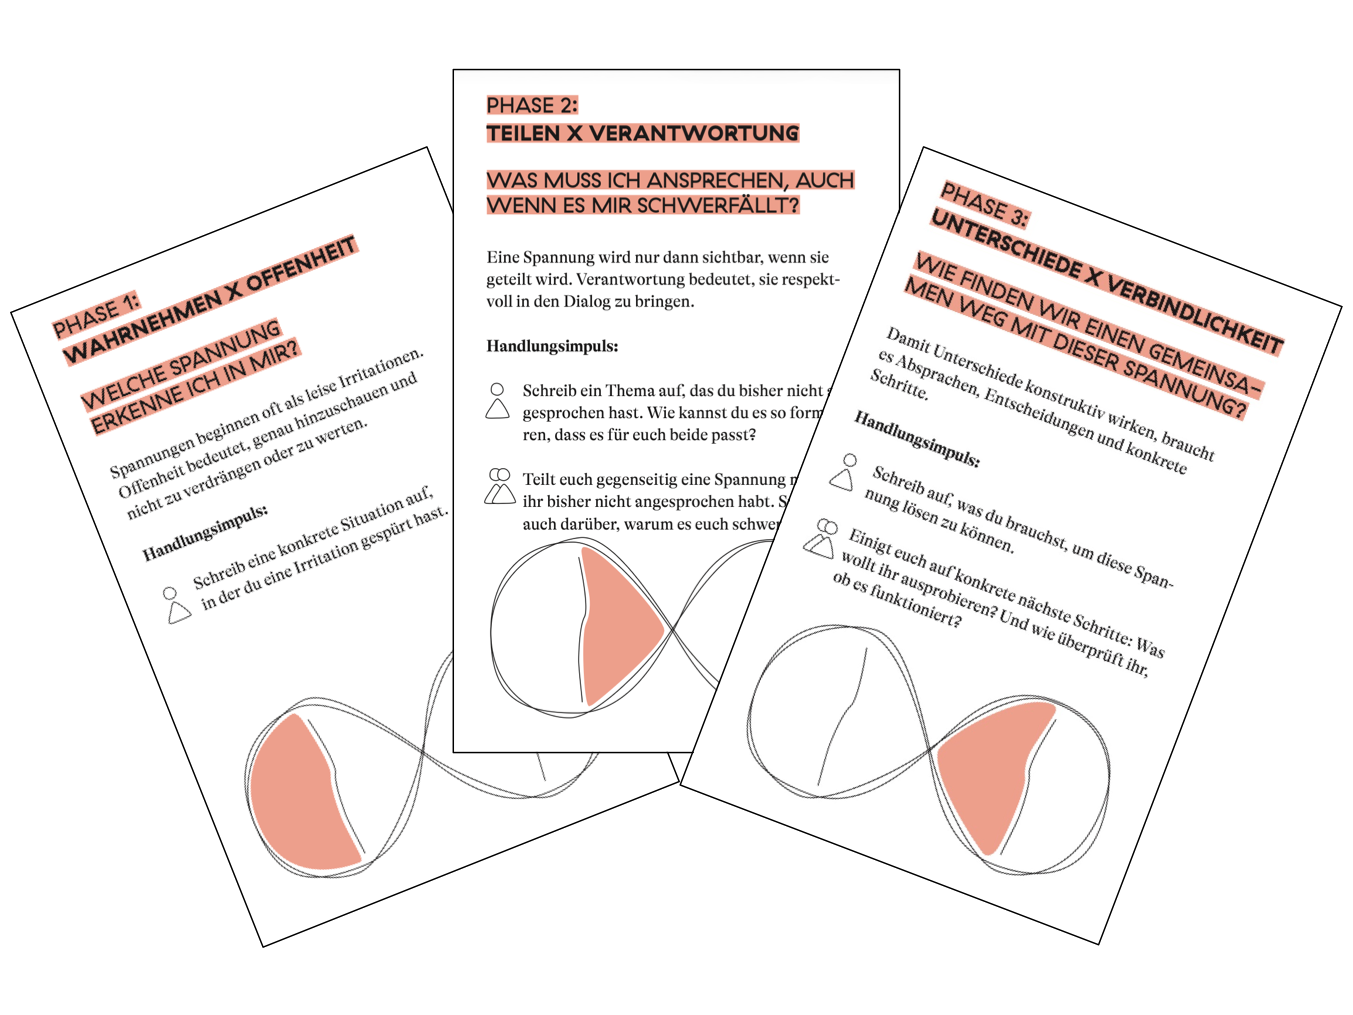 PHASE 1:
WAHRNEHMEN X OFFENHEIT
WELCHE SPANNUNG
ERKENNE ICH IN MIR?
Spannungen beginnen oft als leise Irritationen.
Offenheit bedeutet, genau hinzuschauen und
nicht zu verdrängen oder zu werten.
Handlungsimpuls:
Schreib eine konkrete Situation auf,
in der du eine Irritation gespürt hast.
PHASE 2:
TEILEN X VERANTWORTUNG
WAS MUSS ICH ANSPRECHEN, AUCH
WENN ES MIR SCHWERFÄLLT?
Eine Spannung wird nur dann sichtbar, wenn sie
geteilt wird. Verantwortung bedeutet, sie respekt-
voll in den Dialog zu bringen.
Handlungsimpuls:
Schreib ein Thema auf, das du bisher nicht
gesprochen hast. Wie kannst du es so form
ren, dass es für euch beide passt?
Teilt euch gegenseitig eine Spannung
ihr bisher nicht angesprochen habt. S
auch darüber, warum es euch schwer
PHASE 3:
UNTERSCHIEDE X VERBINDLICHKEIT
WIE FINDEN WIR EINEN GEMEINSA-
MEN WEG MIT DIESER SPANNUNG?
Damit Unterschiede konstruktiv wirken, braucht
es Absprachen, Entscheidungen und konkrete
Schritte.
Handlungsimpuls:
Schreib auf, was du brauchst, um diese Span-
nung lösen zu können.
Einigt euch auf konkrete nächste Schritte: Was
wollt ihr ausprobieren? Und wie überprüft ihr,
ob es funktioniert?